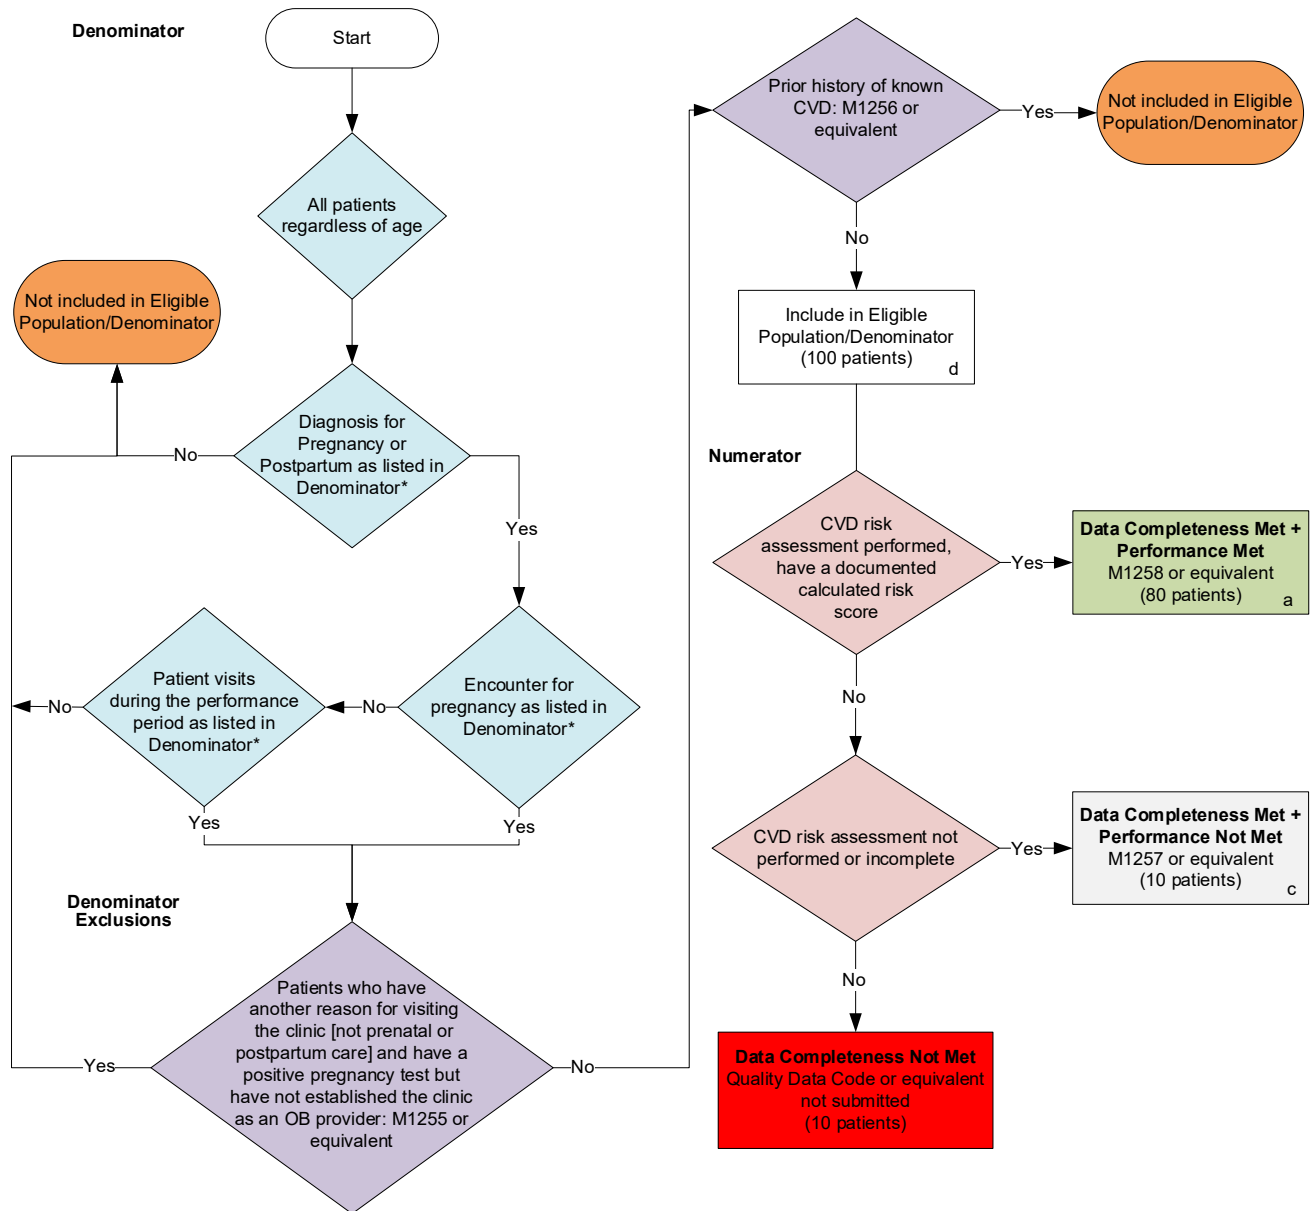 Denominator
Start
All patients
regardless of age
Not included in Eligible
Population/Denominator
Diagnosis for
Pregnancy or
Postpartum as listed in
Denominator*
No
Yes
Patient visits
during the performance
period as listed in
Denominator*
No
Encounter for
pregnancy as listed in
Denominator*
No
Yes
Yes
Denominator
Exclusions
Patients who have
another reason for visiting
the clinic [not prenatal or
postpartum care] and have a
positive pregnancy test but
have not established the clinic
as an OB provider: M1255 or
equivalent
Yes
No
Prior history of known
CVD: M1256 or
equivalent
Yes
Not included in Eligible
Population/Denominator
No
Include in Eligible
Population/Denominator
(100 patients)
d
Numerator
CVD risk
assessment performed,
have a documented
calculated risk
score
Yes
Data Completeness Met +
Performance Met
M1258 or equivalent
(80 patients)
a
No
CVD risk assessment not
performed or incomplete
Yes
Data Completeness Met +
Performance Not Met
M1257 or equivalent
(10 patients)
c
No
Data Completeness Not Met
Quality Data Code or equivalent
not submitted
(10 patients)